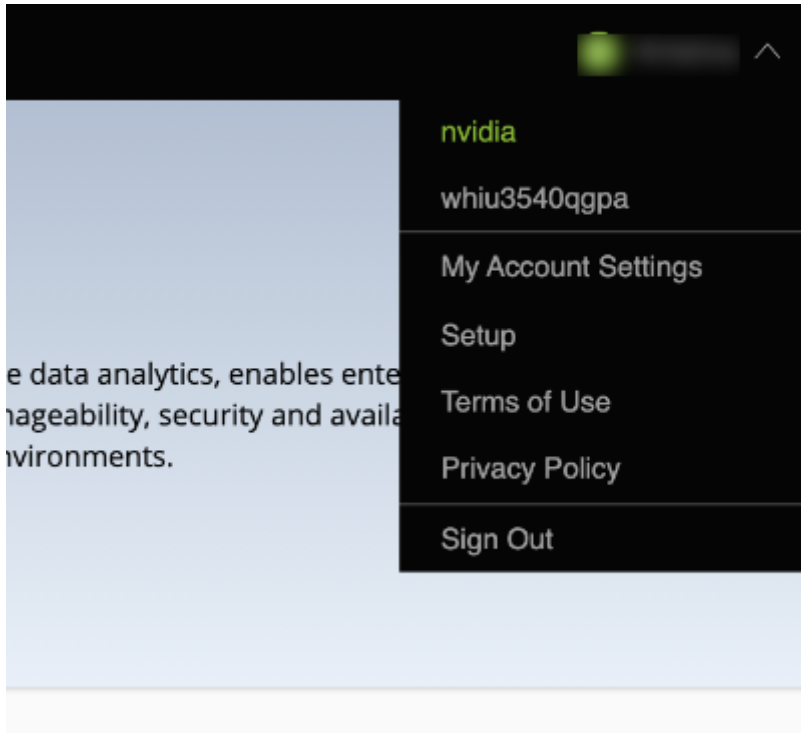 nvidia
whiu3540qgpa
My Account Settings
Setup
Terms of Use
Privacy Policy
Sign Out
e data analytics, enables ente
nageability, security and availa
nvironments.